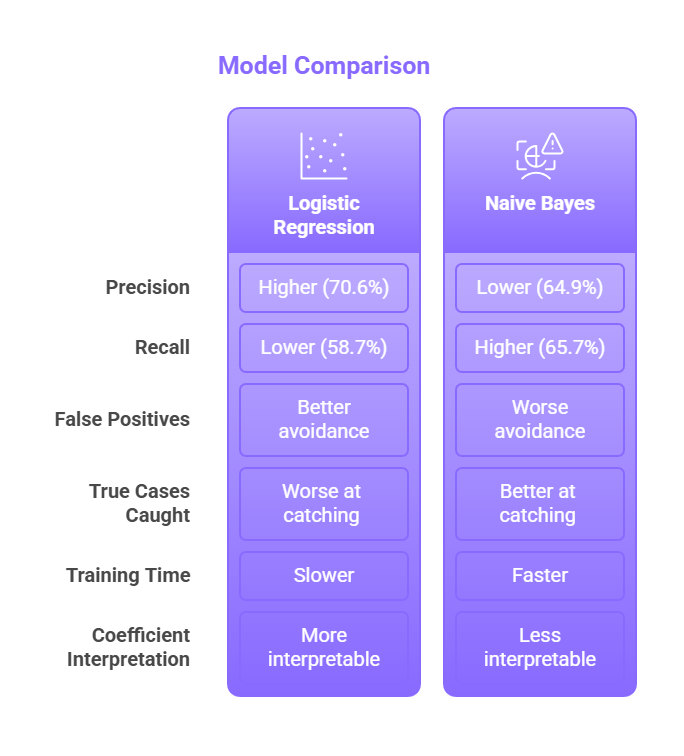 Model Comparison
Logistic
Regression
Naive Bayes
Precision
Higher (70.6%)
Lower (64.9%)
Recall
Lower (58.7%)
Higher (65.7%)
False Positives
Better
avoidance
Worse
avoidance
True Cases
Caught
Worse at
catching
Better at
catching
Training Time
Slower
Faster
Coefficient
Interpretation
More
interpretable
Less
interpretable